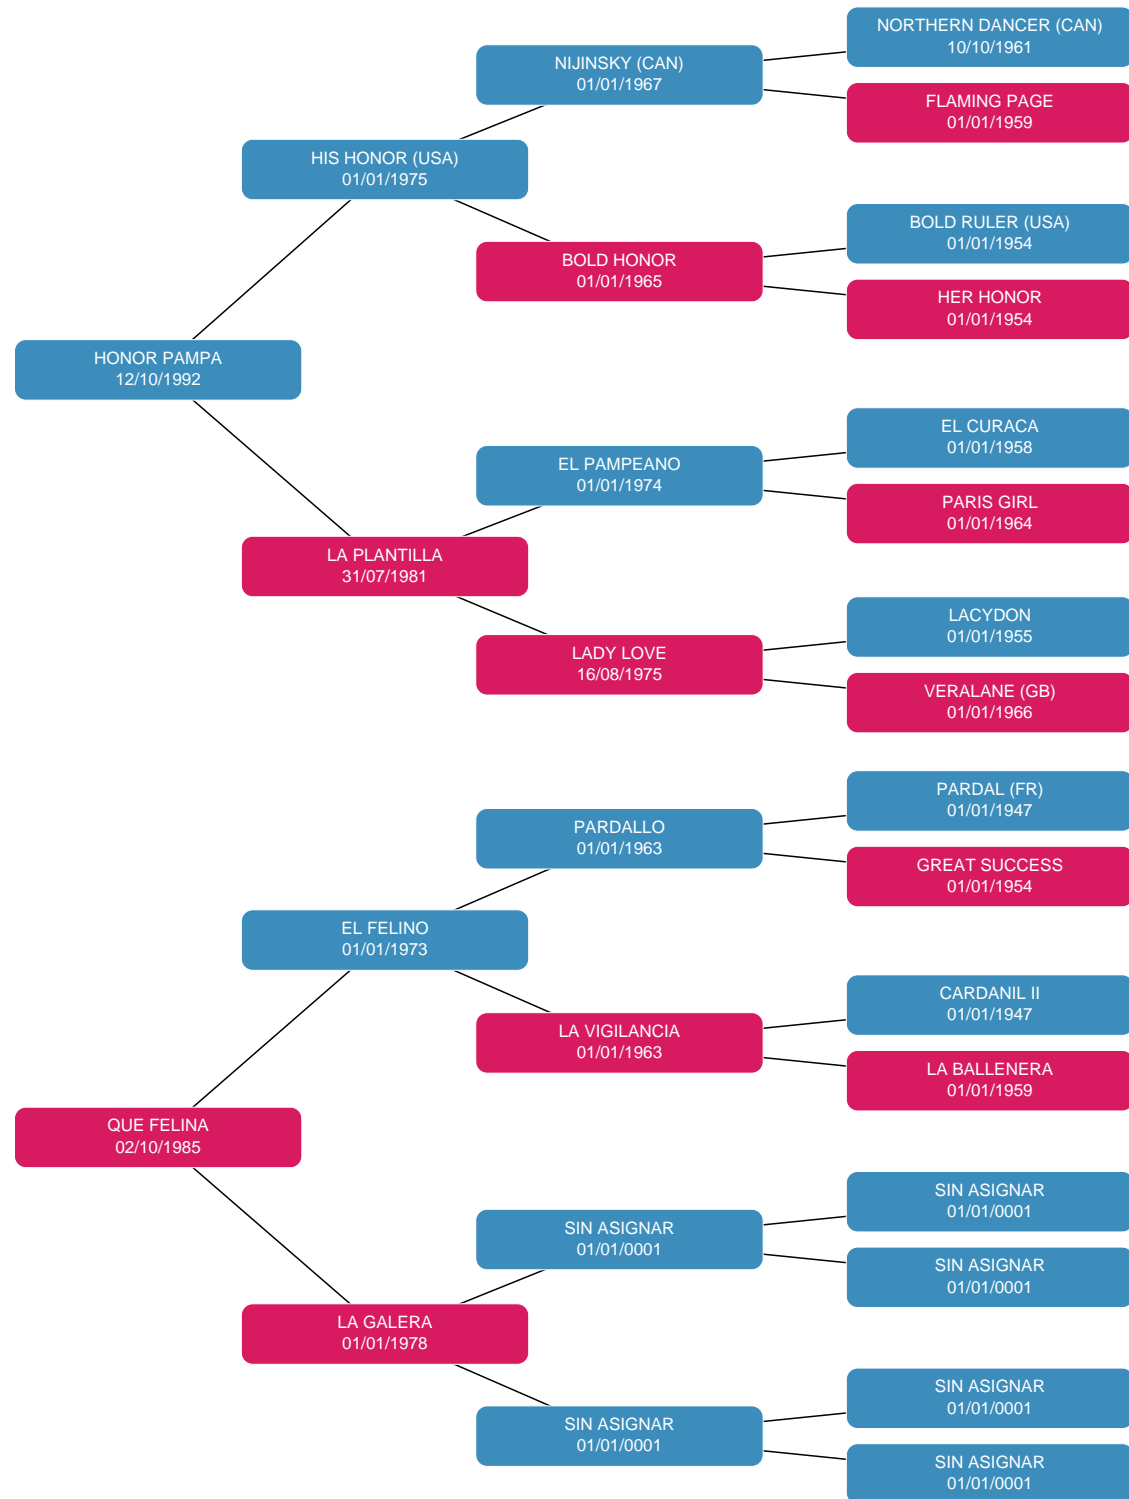 NORTHERN DANCER (CAN)
10/10/1961
NIJINSKY (CAN)
01/01/1967
FLAMING PAGE
01/01/1959
HIS HONOR (USA)
01/01/1975
BOLD RULER (USA)
01/01/1954
BOLD HONOR
01/01/1965
HER HONOR
01/01/1954
HONOR PAMPA
12/10/1992
EL CURACA
01/01/1958
EL PAMPEANO
01/01/1974
PARIS GIRL
01/01/1964
LA PLANTILLA
31/07/1981
LACYDON
01/01/1955
LADY LOVE
16/08/1975
VERALANE (GB)
01/01/1966
PARDAL (FR)
01/01/1947
PARDALLO
01/01/1963
GREAT SUCCESS
01/01/1954
EL FELINO
01/01/1973
CARDANIL II
01/01/1947
LA VIGILANCIA
01/01/1963
LA BALLENERA
01/01/1959
QUE FELINA
02/10/1985
SIN ASIGNAR
01/01/0001
SIN ASIGNAR
01/01/0001
SIN ASIGNAR
01/01/0001
LA GALERA
01/01/1978
SIN ASIGNAR
01/01/0001
SIN ASIGNAR
01/01/0001
SIN ASIGNAR
01/01/0001